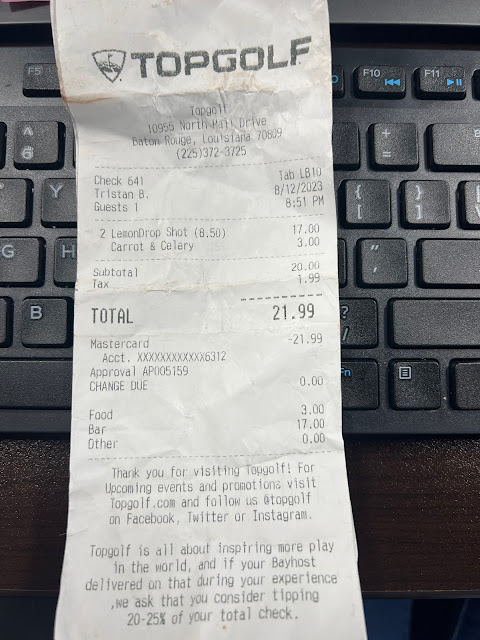 TOPGOLF
Topgolf
10955 North Mall Drive
Baton Rouge, Louisiana 70809
(225)372-3725
Check 641 Tab LB10
Tristan B. 8/12/2023
Guests 1 8:51 PM
2 LemonDrop Shot (8.50) 17.00
Carrot & Celery 3.00
Subtotal 20.00
Tax 1.99
TOTAL 21.99
Mastercard -21.99
Acct. XXXXXXXXXXXX6312
Approval AP005159
CHANGE DUE 0.00
Food 3.00
Bar 17.00
Other 0.00
Thank you for visiting Topgolf! For
Upcoming events and promotions visit
Topgolf.com and follow us @topgolf
on Facebook, Twitter or Instagram.
Topgolf is all about inspiring more play
in the world, and if your Bayhost
delivered on that during your experience
,we ask that you consider tipping
20-25% of your total check.
F5
F10
F11
A
6
+
=
Y
{
[
}
]
G
H
"
'
B
?
/
Fn